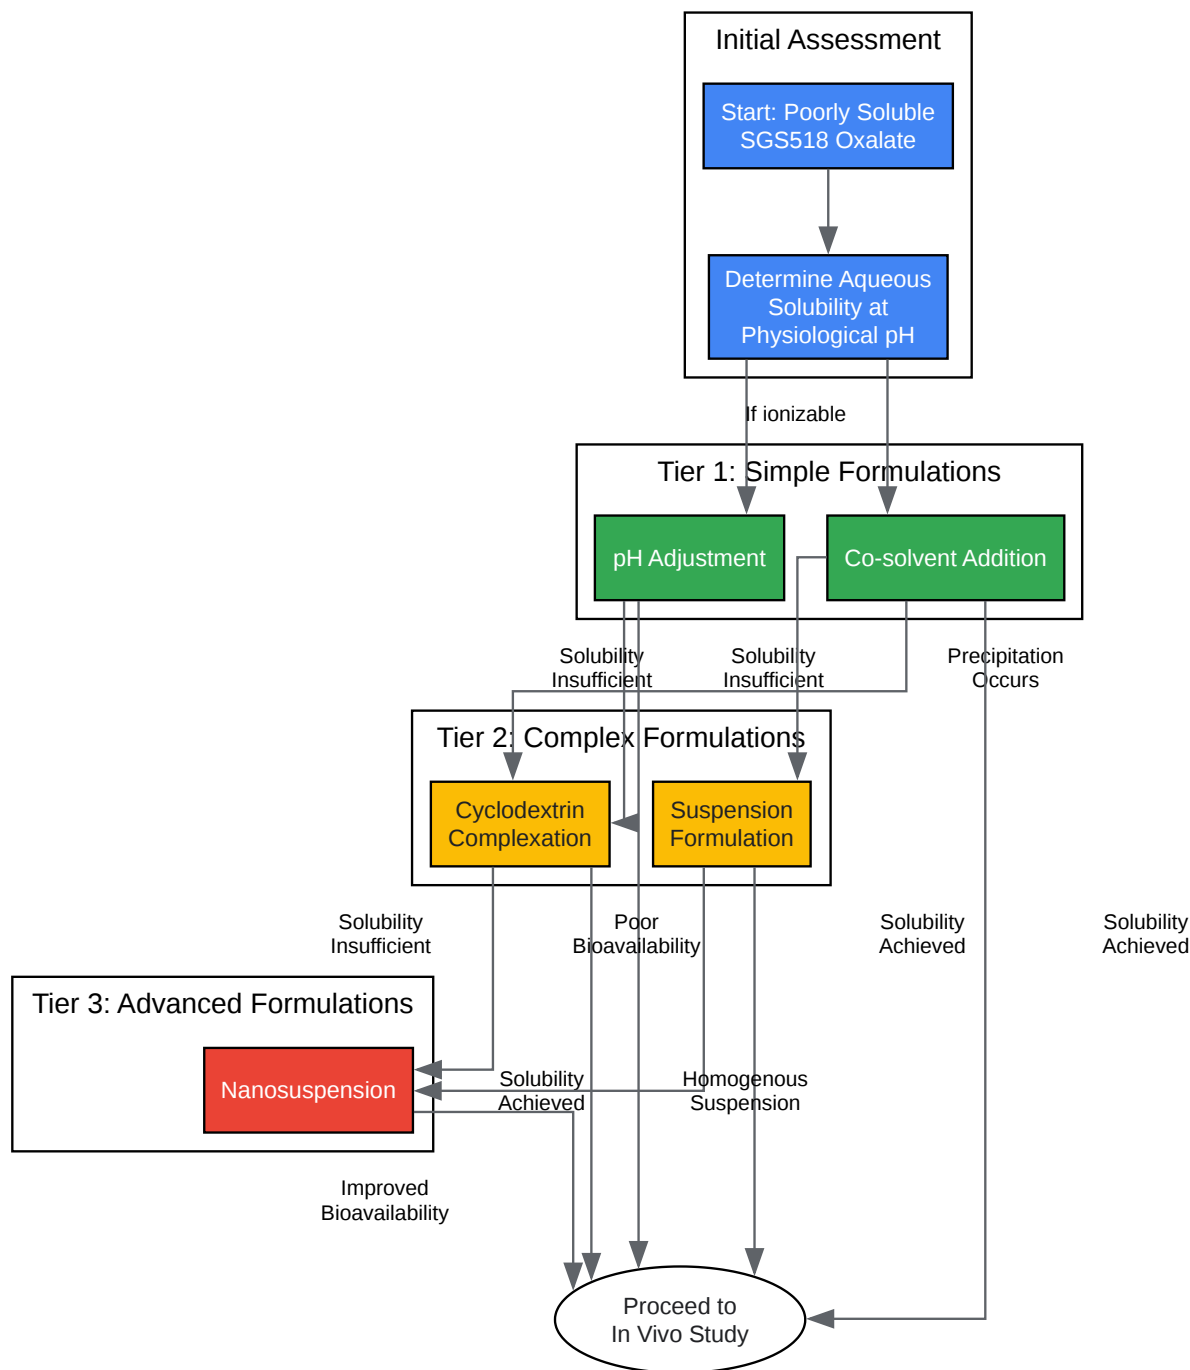 Initial Assessment
Start: Poorly Soluble
SGS518 Oxalate
Determine Aqueous
Solubility at
Physiological pH
If ionizable
Tier 1: Simple Formulations
pH Adjustment
Co-solvent Addition
Solubility
Insufficient
Solubility
Insufficient
Precipitation
Occurs
Tier 2: Complex Formulations
Cyclodextrin
Complexation
Suspension
Formulation
Solubility
Insufficient
Poor
Bioavailability
Solubility
Achieved
Solubility
Achieved
Tier 3: Advanced Formulations
Nanosuspension
Solubility
Achieved
Homogenous
Suspension
Improved
Bioavailability
Proceed to
In Vivo Study